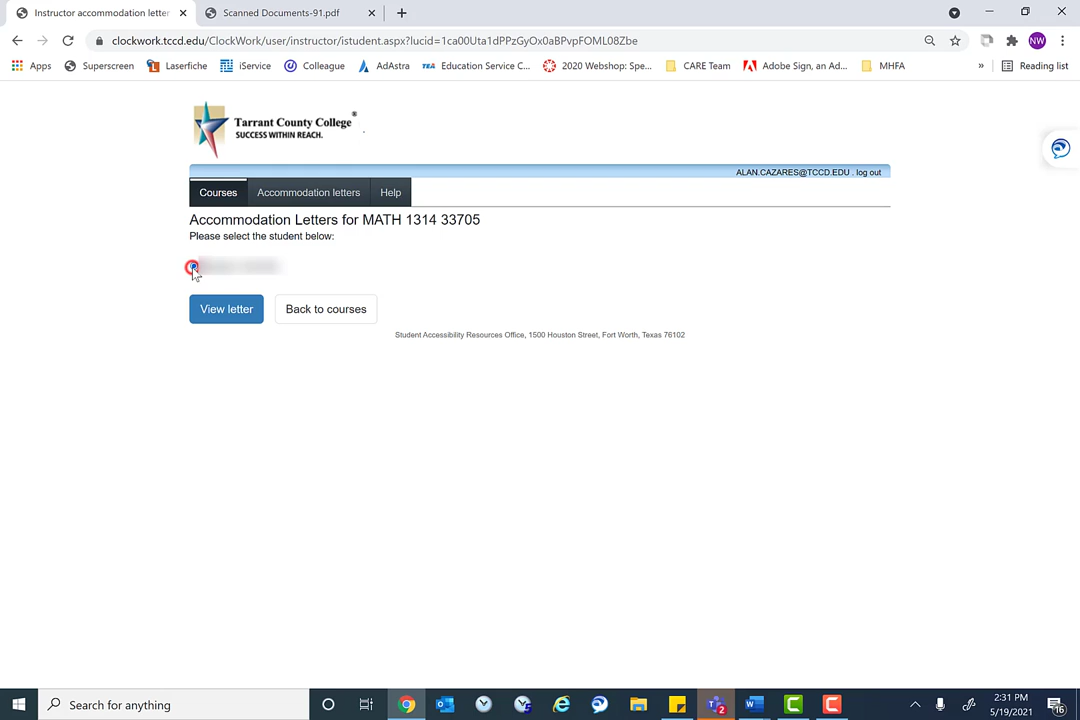 Instructor accommodation letter
Scanned Documents-91.pdf
clockwork.tccd.edu/ClockWork/user/instructor/istudent.aspx?lucid=1ca00Uta1dPPzGyOx0aBPvpFOML08Zbe
NW
Apps
Superscreen
Laserfiche
iService
Colleague
AdAstra
TEA Education Service C...
2020 Webshop: Spe...
CARE Team
Adobe Sign, an Ad...
MHFA
»
Reading list
Tarrant County College®
SUCCESS WITHIN REACH.
ALAN.CAZARES@TCCD.EDU . log out
Courses
Accommodation letters
Help
Accommodation Letters for MATH 1314 33705
Please select the student below:
View letter
Back to courses
Student Accessibility Resources Office, 1500 Houston Street, Fort Worth, Texas 76102
Search for anything
2:31 PM
5/19/2021